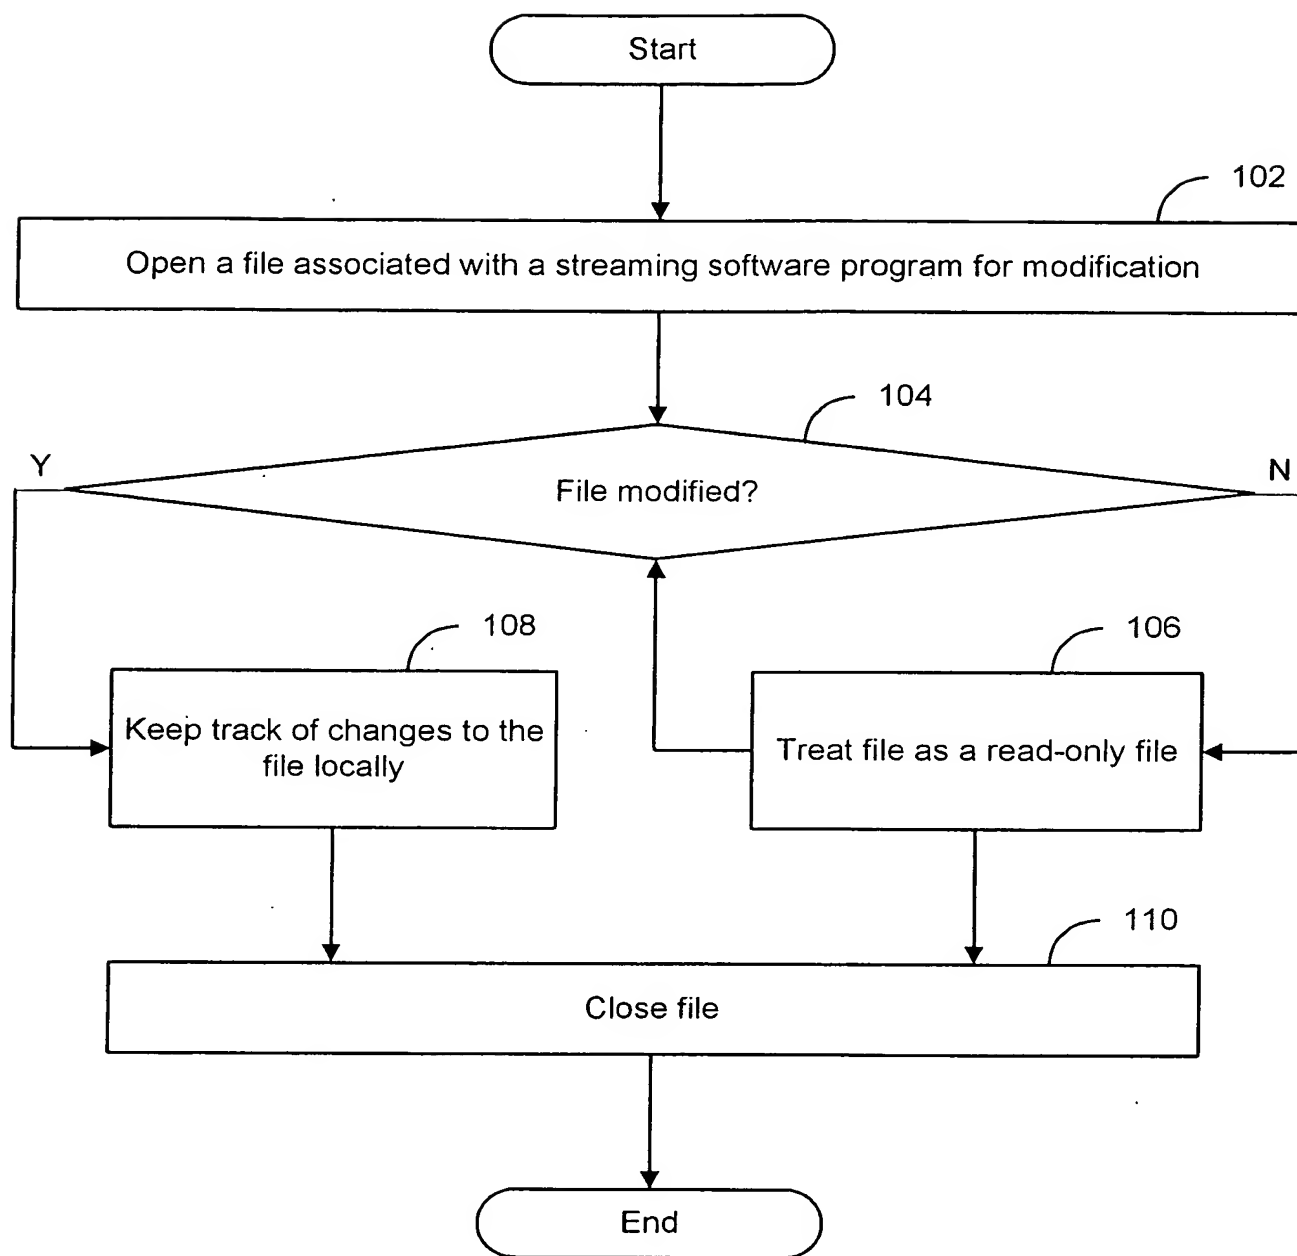 Start
102
Open a file associated with a streaming software program for modification
104
Y
N
File modified?
108
106
Keep track of changes to the
file locally
Treat file as a read-only file
110
Close file
End